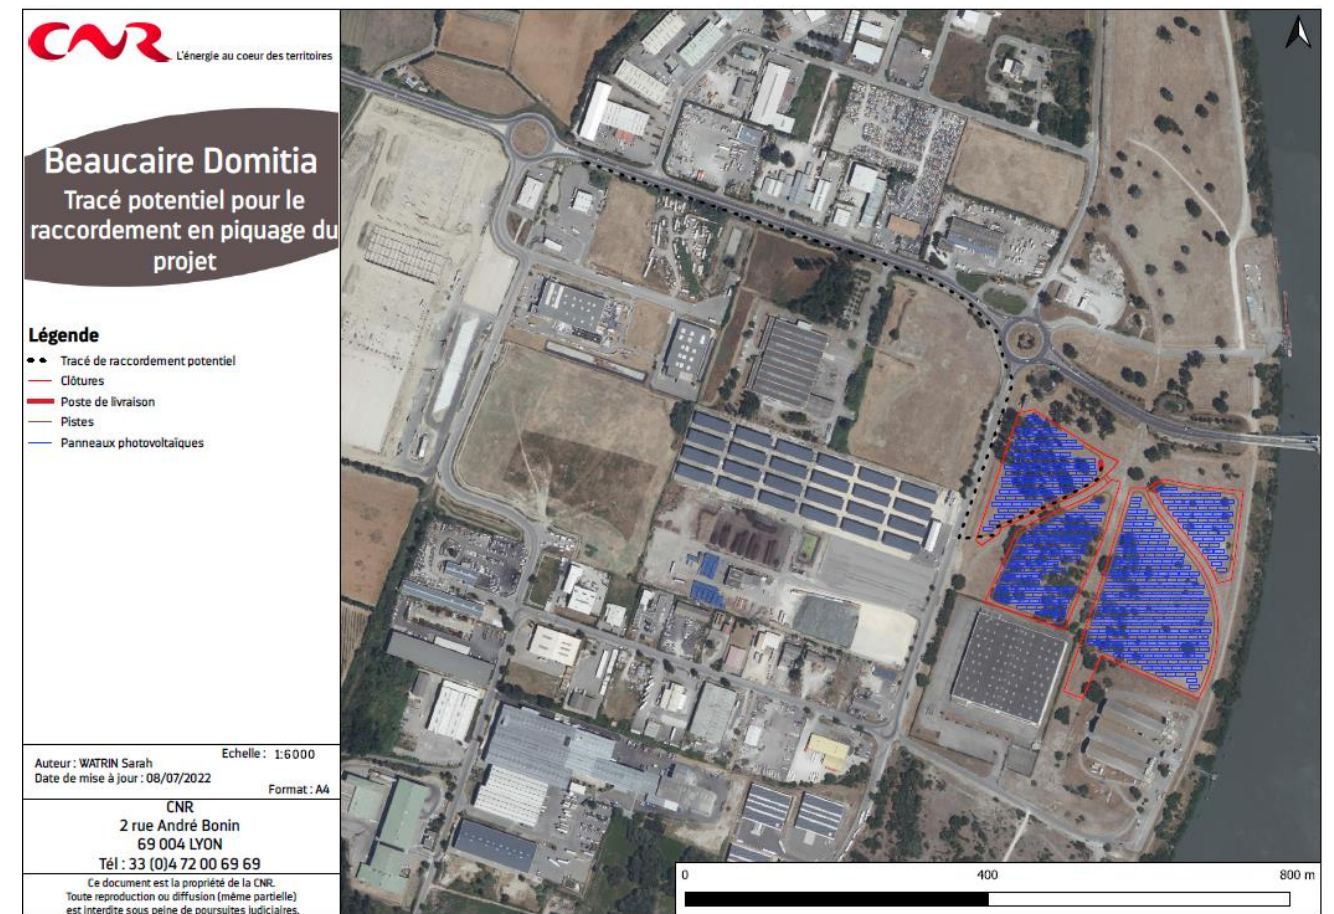 CNR
L'énergie au coeur des territoires
Beaucaire Domitia
Tracé potentiel pour le
raccordement en piquage du
projet
Légende
Tracé de raccordement potentiel
Clôtures
Poste de livraison
Pistes
Panneaux photovoltaïques
Auteur : WATRIN Sarah
Echelle : 1:6000
Date de mise à jour : 08/07/2022
Format : A4
CNR
2 rue André Bonin
69 004 LYON
Tél : 33 (0)4 72 00 69 69
Ce document est la propriété de la CNR.
Toute reproduction ou diffusion (même partielle)
est interdite sous peine de poursuites judiciaires.
0 400 800 m